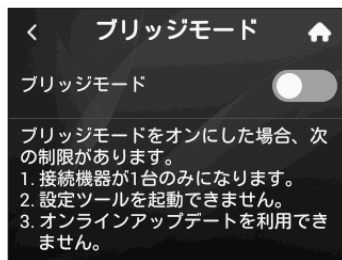 ブリッジモード
ブリッジモード
ブリッジモードをオンにした場合、次
の制限があります。
1. 接続機器が1台のみになります。
2. 設定ツールを起動できません。
3. オンラインアップデートを利用でき
ません。